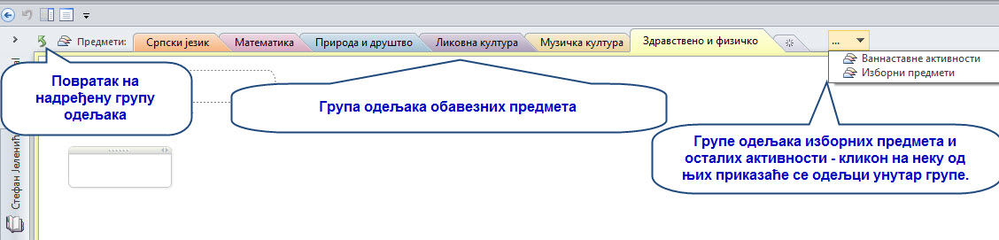 Предмети:
Српски језик
Математика
Природа и друштво
Ликовна култура
Музичка култура
Здравствено и физичко
...
Ваннаставне активности
Изборни предмети
Повратак на
надређену групу
одељака
Група одељака обавезних предмета
Групе одељака изборних предмета и
осталих активности - кликон на неку од
њих приказаће се одељци унутар групе.
Стефан Јеленић